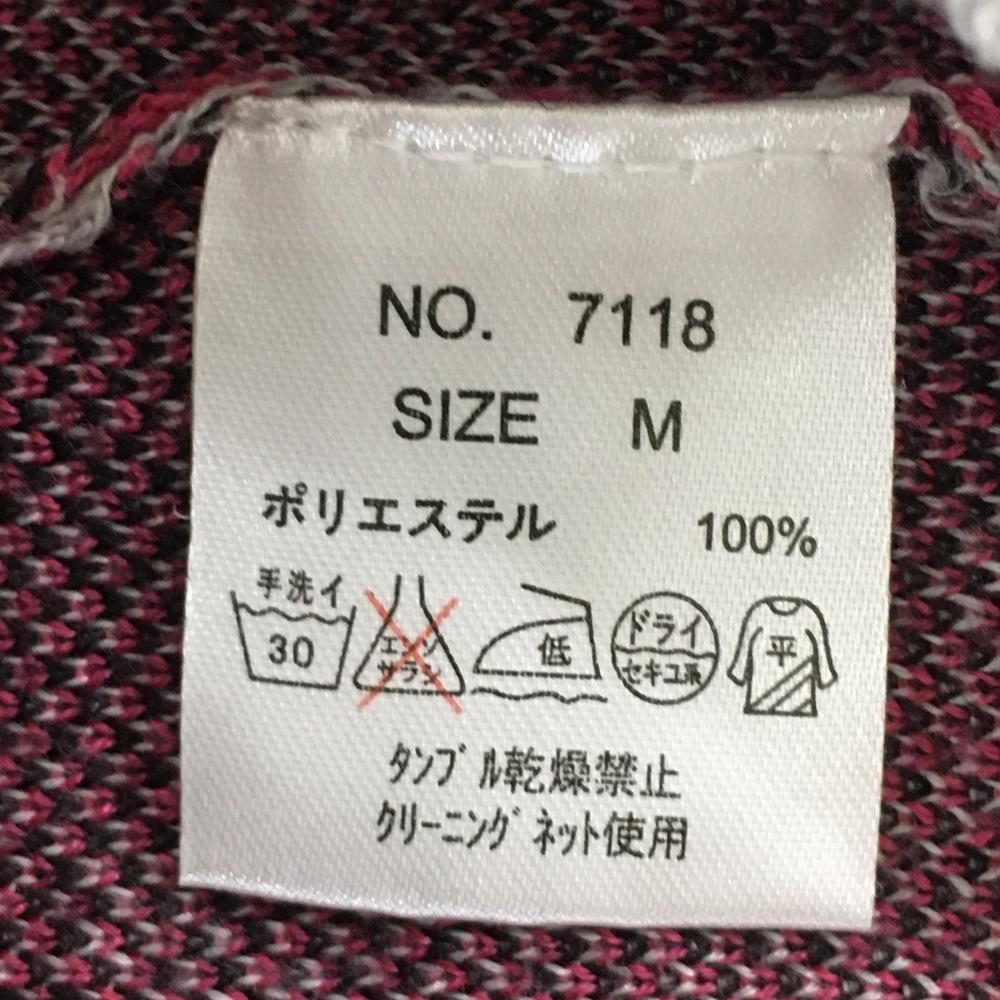 NO. 7118
SIZE M
ポリエステル 100%
手洗イ
30
エンソ
サラシ
低
ドライ
セキユ系
平
タンブル乾燥禁止
クリーニングネット使用